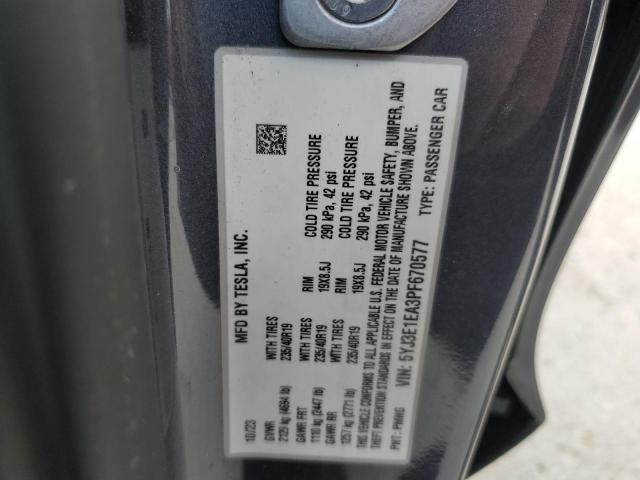 MFD BY TESLA, INC.
10/23
GVWR WITH TIRES RIM COLD TIRE PRESSURE
2129 kg (4694 lb) 235/40R19 19X8.5J 290 kPa, 42 psi
GAWR FRT WITH TIRES RIM COLD TIRE PRESSURE
1110 kg (2447 lb) 235/40R19 19X8.5J 290 kPa, 42 psi
GAWR RR WITH TIRES
1257 kg (2771 lb) 235/40R19
THIS VEHICLE CONFORMS TO ALL APPLICABLE U.S. FEDERAL MOTOR VEHICLE SAFETY, BUMPER, AND
THEFT PREVENTION STANDARDS IN EFFECT ON THE DATE OF MANUFACTURE SHOWN ABOVE.
VIN: 5YJ3E1EA3PF670577 TYPE: PASSENGER CAR
PNT: PMNG